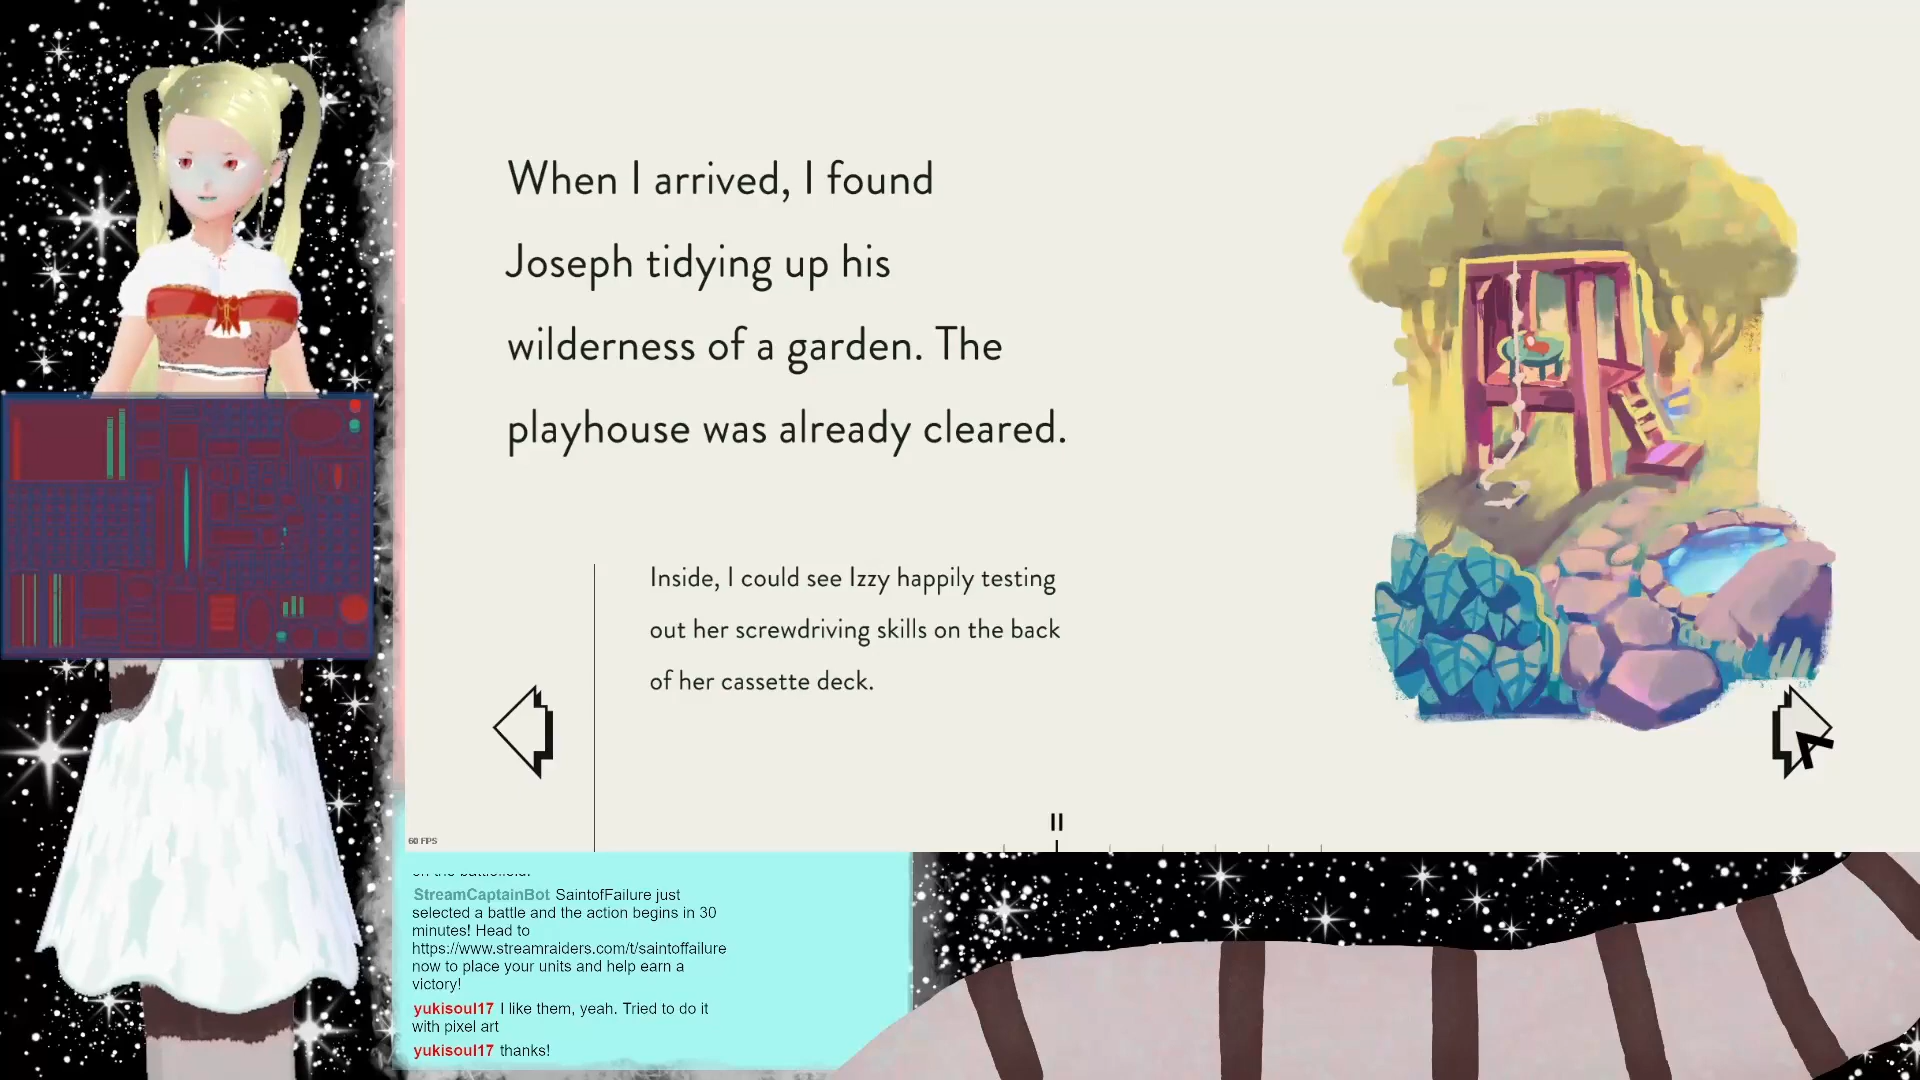 When I arrived, I found
Joseph tidying up his
wilderness of a garden. The
playhouse was already cleared.
Inside, I could see Izzy happily testing
out her screwdriving skills on the back
of her cassette deck.
60 FPS
StreamCaptainBot SaintofFailure just
selected a battle and the action begins in 30
minutes! Head to
https://www.streamraiders.com/t/saintoffailure
now to place your units and help earn a
victory!
yukisoul17 I like them, yeah. Tried to do it
with pixel art
yukisoul17 thanks!